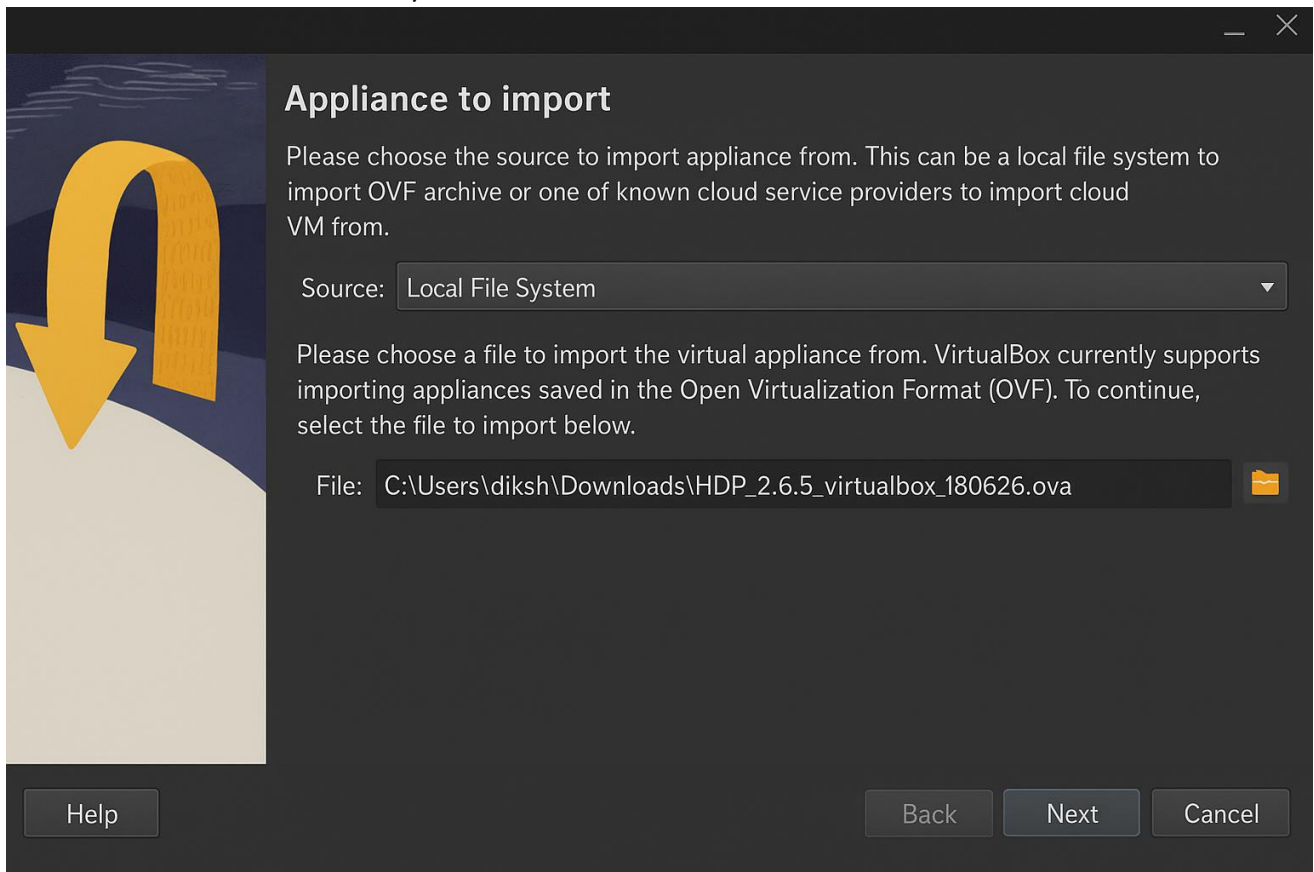 Appliance to import
Please choose the source to import appliance from. This can be a local file system to
import OVF archive or one of known cloud service providers to import cloud
VM from.
Source: Local File System
Please choose a file to import the virtual appliance from. VirtualBox currently supports
importing appliances saved in the Open Virtualization Format (OVF). To continue,
select the file to import below.
File: C:\Users\diksh\Downloads\HDP_2.6.5_virtualbox_180626.ova
Help Back Next Cancel